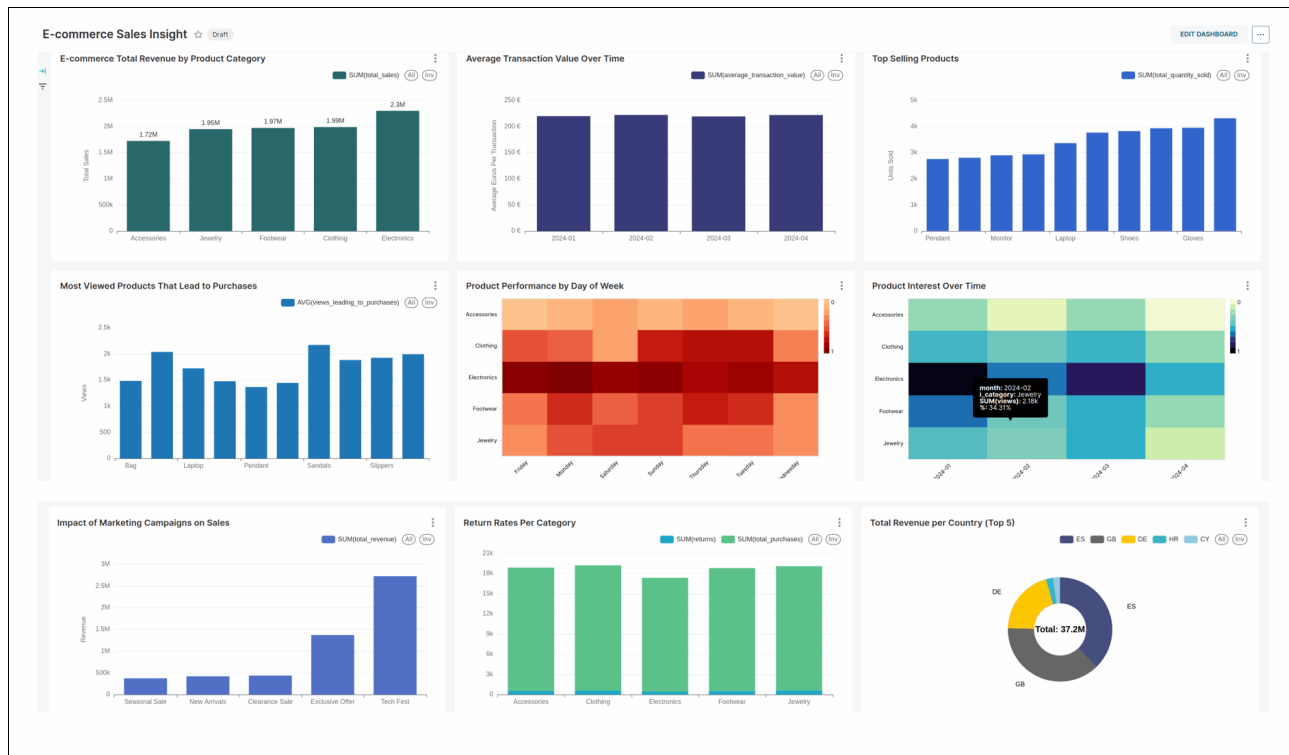 E-commerce Sales Insight
Draft
EDIT DASHBOARD
...
E-commerce Total Revenue by Product Category
SUM(total_sales) All Inv
Total Sales
2.5M
2M
1.5M
1M
500k
0
1.72M
1.95M
1.97M
1.99M
2.3M
Accessories Jewelry Footwear Clothing Electronics
Average Transaction Value Over Time
SUM(average_transaction_value) All Inv
Average Euros Per Transaction
250 €
200 €
150 €
100 €
50 €
0 €
2024-01 2024-02 2024-03 2024-04
Top Selling Products
SUM(total_quantity_sold) All Inv
Units Sold
5k
4k
3k
2k
1k
0
Pendant Monitor Laptop Shoes Gloves
Most Viewed Products That Lead to Purchases
AVG(views_leading_to_purchases) All Inv
Views
2.5k
2k
1.5k
1k
500
0
Bag Laptop Pendant Sandals Slippers
Product Performance by Day of Week
0
1
Accessories
Clothing
Electronics
Footwear
Jewelry
Friday Monday Saturday Sunday Thursday Tuesday Wednesday
Product Interest Over Time
0
1
Accessories
Clothing
Electronics
Footwear
Jewelry
month: 2024-02
i_category: Jewelry
SUM(views): 2.18k
%: 34.31%
2024-01 2024-02 2024-03 2024-04
Impact of Marketing Campaigns on Sales
SUM(total_revenue) All Inv
Revenue
3M
2.5M
2M
1.5M
1M
500k
0
Seasonal Sale New Arrivals Clearance Sale Exclusive Offer Tech Fest
Return Rates Per Category
SUM(returns) SUM(total_purchases) All Inv
21k
18k
15k
12k
9k
6k
3k
0
Accessories Clothing Electronics Footwear Jewelry
Total Revenue per Country (Top 5)
ES GB DE HR CY All Inv
DE
ES
Total: 37.2M
GB